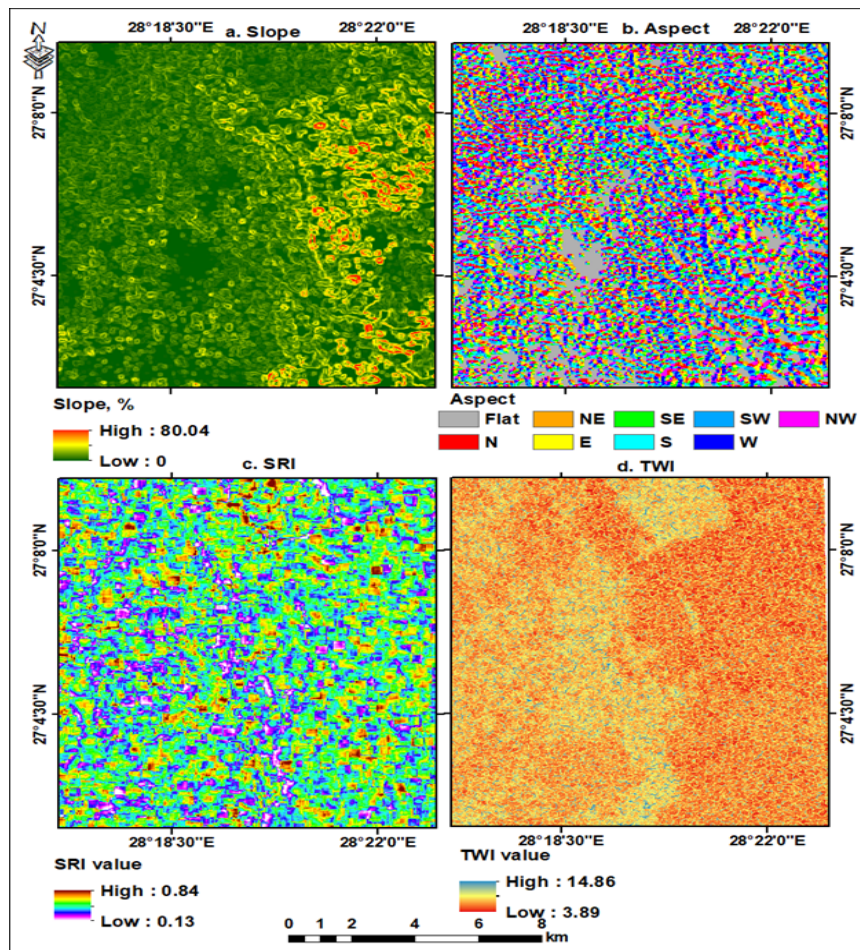 28°18'30"E 28°22'0"E 28°18'30"E 28°22'0"E
N a. Slope b. Aspect
27°8'0"N 27°8'0"N
27°4'30"N 27°4'30"N
Slope, %
High : 80.04
Low : 0
Aspect
Flat NE SE SW NW
N E S W
c. SRI d. TWI
27°8'0"N 27°8'0"N
27°4'30"N 27°4'30"N
28°18'30"E 28°22'0"E 28°18'30"E 28°22'0"E
SRI value
High : 0.84
Low : 0.13
TWI value
High : 14.86
Low : 3.89
0 1 2 4 6 8
km